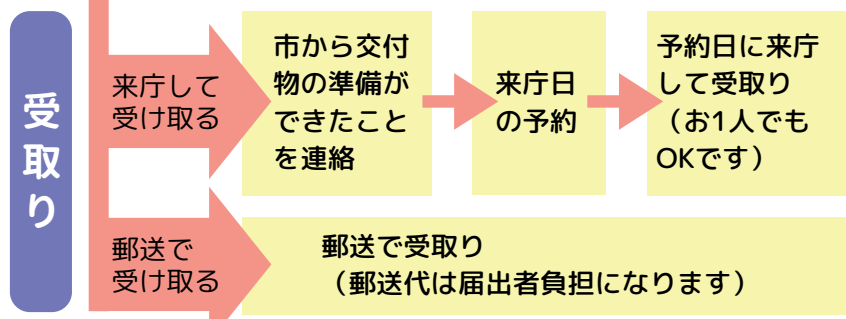 受取り
来庁して
受け取る
市から交付
物の準備が
できたこと
を連絡
来庁日
の予約
予約日に来庁
して受取り
（お1人でも
OKです）
郵送で
受け取る
郵送で受取り
（郵送代は届出者負担になります）